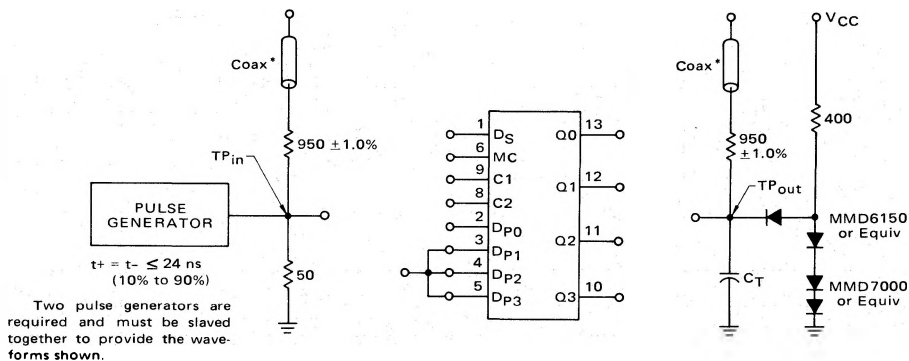 Coax*
950 ±1.0%
TPin
PULSE
GENERATOR
t+ = t– ≤ 24 ns
(10% to 90%)
50
Two pulse generators are
required and must be slaved
together to provide the wave-
forms shown.
1 DS Q0 13
6 MC
9 C1 Q1 12
8 C2
2 DP0 Q2 11
3 DP1
4 DP2
5 DP3 Q3 10
VCC
Coax*
400
950
±1.0%
TPout
MMD6150
or Equiv
CT
MMD7000
or Equiv